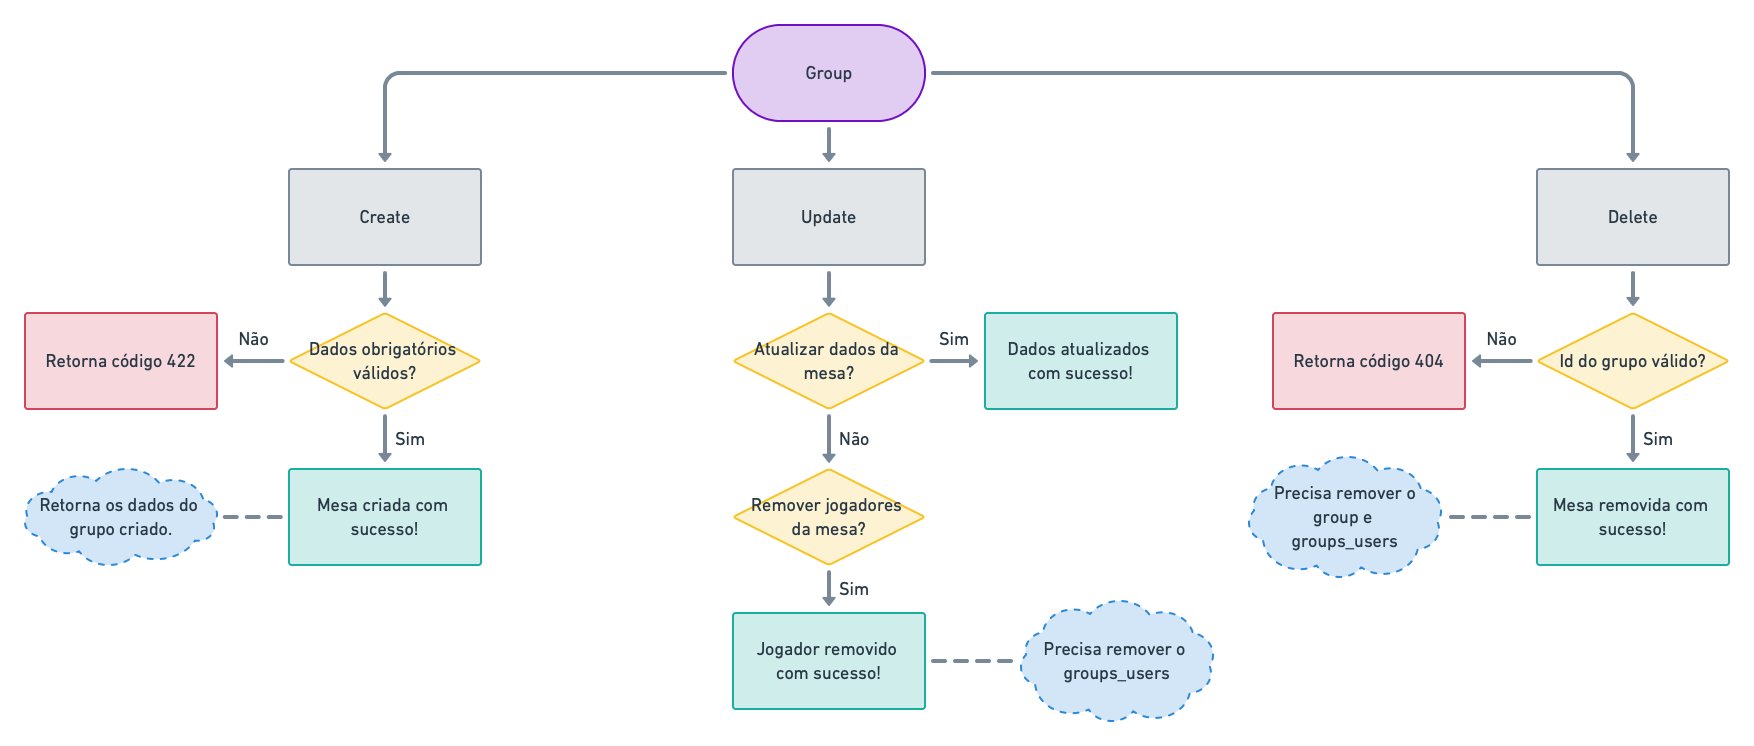 Group
Create
Update
Delete
Retorna código 422
Não
Dados obrigatórios
válidos?
Atualizar dados da
mesa?
Sim
Dados atualizados
com sucesso!
Retorna código 404
Não
Id do grupo válido?
Sim
Não
Sim
Retorna os dados do
grupo criado.
Mesa criada com
sucesso!
Remover jogadores
da mesa?
Precisa remover o
group e
groups_users
Mesa removida com
sucesso!
Sim
Jogador removido
com sucesso!
Precisa remover o
groups_users